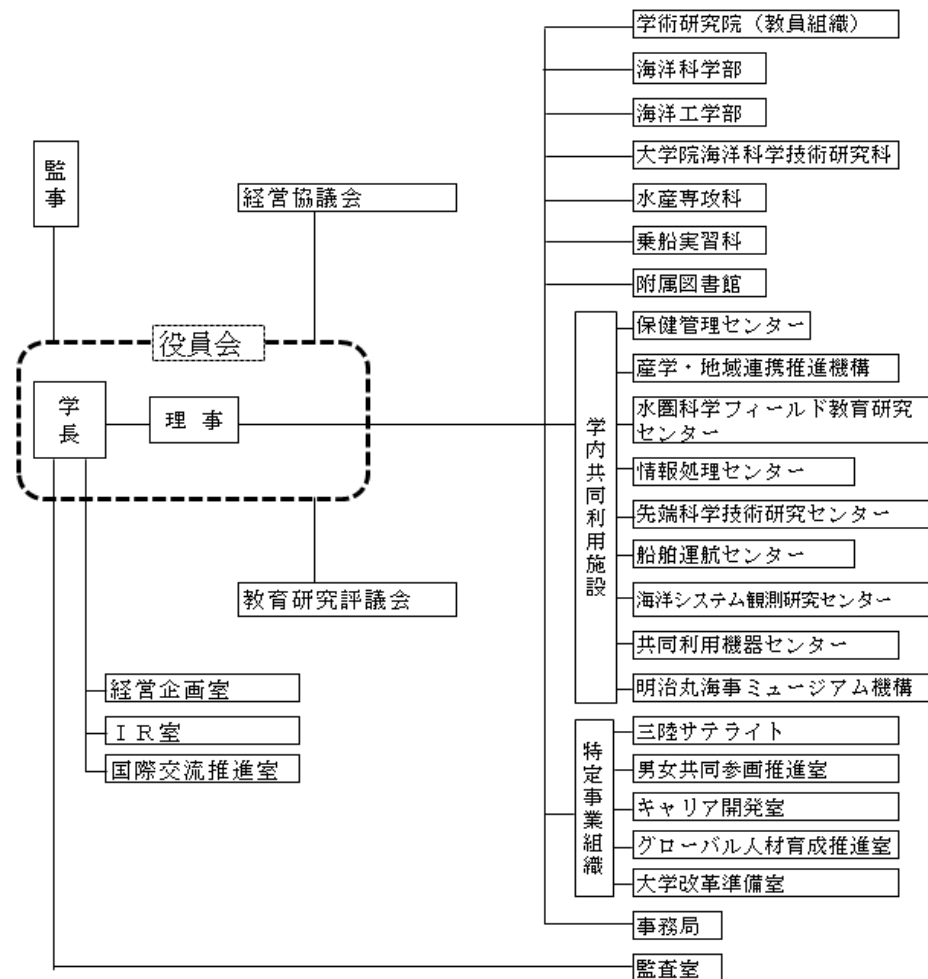 監事
経営協議会
役員会
学長
理事
教育研究評議会
経営企画室
ＩＲ室
国際交流推進室
学術研究院（教員組織）
海洋科学部
海洋工学部
大学院海洋科学技術研究科
水産専攻科
乗船実習科
附属図書館
学内共同利用施設
保健管理センター
産学・地域連携推進機構
水圏科学フィールド教育研究
センター
情報処理センター
先端科学技術研究センター
船舶運航センター
海洋システム観測研究センター
共同利用機器センター
明治丸海事ミュージアム機構
特定事業組織
三陸サテライト
男女共同参画推進室
キャリア開発室
グローバル人材育成推進室
大学改革準備室
事務局
監査室